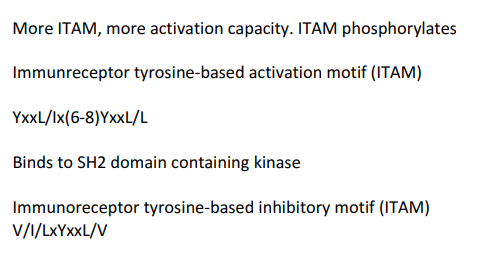 More ITAM, more activation capacity. ITAM phosphorylates
Immunreceptor tyrosine-based activation motif (ITAM)
YxxL/Ix(6-8)YxxL/L
Binds to SH2 domain containing kinase
Immunoreceptor tyrosine-based inhibitory motif (ITAM)
V/I/LxYxxL/V